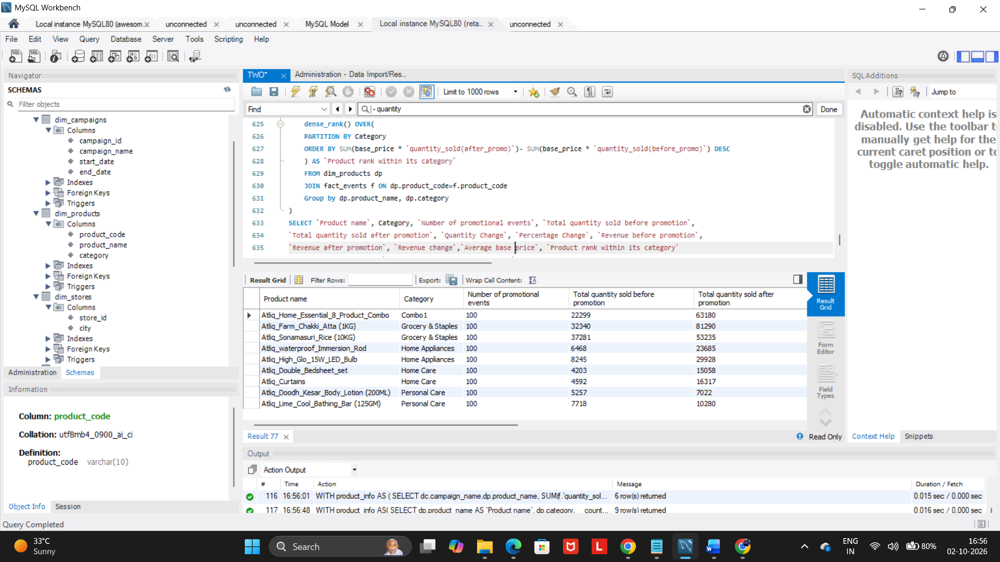 MySQL Workbench
Local instance MySQL80 (awesom.
unconnected
unconnected
MySQL Model
Local instance MySQL80 (reta...
unconnected
File
Edit
View
Query
Database
Server
Tools
Scripting
Help
Navigator
SCHEMAS
Filter objects
dim_campaigns
Columns
campaign_id
campaign_name
start_date
end_date
Indexes
Foreign Keys
Triggers
dim_products
Columns
product_code
product_name
category
Indexes
Foreign Keys
Triggers
dim_stores
Columns
store_id
city
Indexes
Foreign Keys
Triggers
Administration
Schemas
Information
Column: product_code
Collation: utf8mb4_0900_ai_ci
Definition:
product_code varchar(10)
Object Info
Session
TWO*
Administration - Data Import/Res...
Limit to 1000 rows
Find
quantity
Done
625 dense_rank() OVER(
626 PARTITION BY Category
627 ORDER BY SUM(base_price * `quantity_sold(after_promo)`)- SUM(base_price * `quantity_sold(before_promo)`) DESC
628 ) AS `Product rank within its category`
629 FROM dim_products dp
630 JOIN fact_events f ON dp.product_code=f.product_code
631 Group by dp.product_name, dp.category
632 )
633 SELECT `Product name`, Category, `Number of promotional events`, `Total quantity sold before promotion`,
634 `Total quantity sold after promotion`, `Quantity Change`, `Percentage Change`, `Revenue before promotion`,
635 `Revenue after promotion`, `Revenue change`,`Average base price`, `Product rank within its category`
Result Grid
Filter Rows:
Export:
Wrap Cell Content:
Product name Category Number of promotional events Total quantity sold before promotion Total quantity sold after promotion
Atliq_Home_Essential_8_Product_Combo Combo1 100 22299 63180
Atliq_Farm_Chakki_Atta (1KG) Grocery & Staples 100 32340 81290
Atliq_Sonamasuri_Rice (10KG) Grocery & Staples 100 37281 53235
Atliq_waterproof_Immersion_Rod Home Appliances 100 6468 23685
Atliq_High_Glo_15W_LED_Bulb Home Appliances 100 8245 29928
Atliq_Double_Bedsheet_set Home Care 100 4203 15058
Atliq_Curtains Home Care 100 4592 16317
Atliq_Doodh_Kesar_Body_Lotion (200ML) Personal Care 100 5257 7022
Atliq_Lime_Cool_Bathing_Bar (125GM) Personal Care 100 7718 10280
Result Grid
Form Editor
Field Types
Result 77
Read Only
Output
Action Output
# Time Action Message Duration / Fetch
116 16:56:01 WITH product_info AS ( SELECT dc.campaign_name,dp.product_name, SUM(f.`quantity_sol... 6 row(s) returned 0.015 sec / 0.000 sec
117 16:56:48 WITH product_info AS( SELECT dp.product_name AS `Product name`, dp.category, count... 9 row(s) returned 0.016 sec / 0.000 sec
SQLAdditions
Jump to
Automatic context help is
disabled. Use the toolbar t
manually get help for the
current caret position or to
toggle automatic help.
Context Help
Snippets
Query Completed
33°C
Sunny
Search
ENG
IN
80%
16:56
02-10-2026